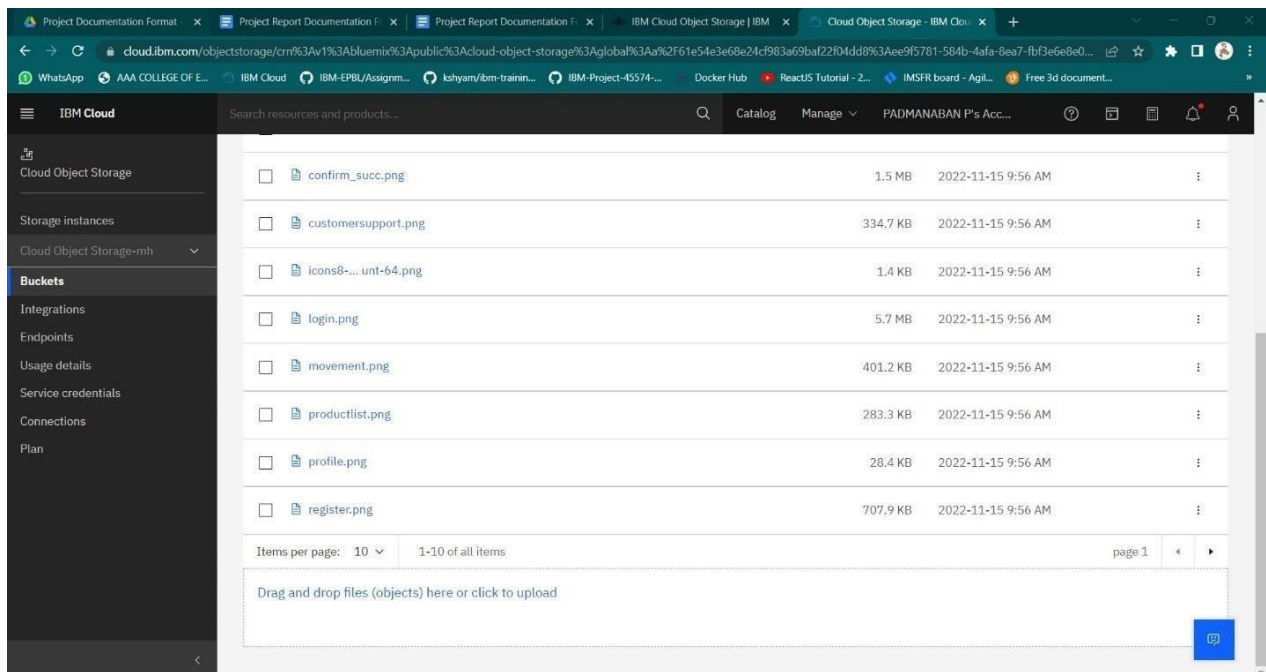 Project Documentation Format -
Project Report Documentation F
Project Report Documentation F
IBM Cloud Object Storage | IBM
Cloud Object Storage - IBM Clou
cloud.ibm.com/objectstorage/crn%3Av1%3Abluemix%3Apublic%3Acloud-object-storage%3Aglobal%3Aa%2F61e54e3e68e24cf983a69baf22f04dd8%3Aee9f5781-584b-4afa-8ea7-fbf3e6e8e0...
WhatsApp
AAA COLLEGE OF E...
IBM Cloud
IBM-EPBL/Assignm...
kshyam/ibm-trainin...
IBM-Project-45574-...
Docker Hub
ReactJS Tutorial - 2...
IMSFR board - Agil...
Free 3d document...
»
IBM Cloud
Search resources and products...
Catalog
Manage
PADMANABAN P's Acc...
Cloud Object Storage
Storage instances
Cloud Object Storage-mh
Buckets
Integrations
Endpoints
Usage details
Service credentials
Connections
Plan
confirm_succ.png 1.5 MB 2022-11-15 9:56 AM
customersupport.png 334.7 KB 2022-11-15 9:56 AM
icons8-... unt-64.png 1.4 KB 2022-11-15 9:56 AM
login.png 5.7 MB 2022-11-15 9:56 AM
movement.png 401.2 KB 2022-11-15 9:56 AM
productlist.png 283.3 KB 2022-11-15 9:56 AM
profile.png 28.4 KB 2022-11-15 9:56 AM
register.png 707.9 KB 2022-11-15 9:56 AM
Items per page: 10 1-10 of all items page 1
Drag and drop files (objects) here or click to upload